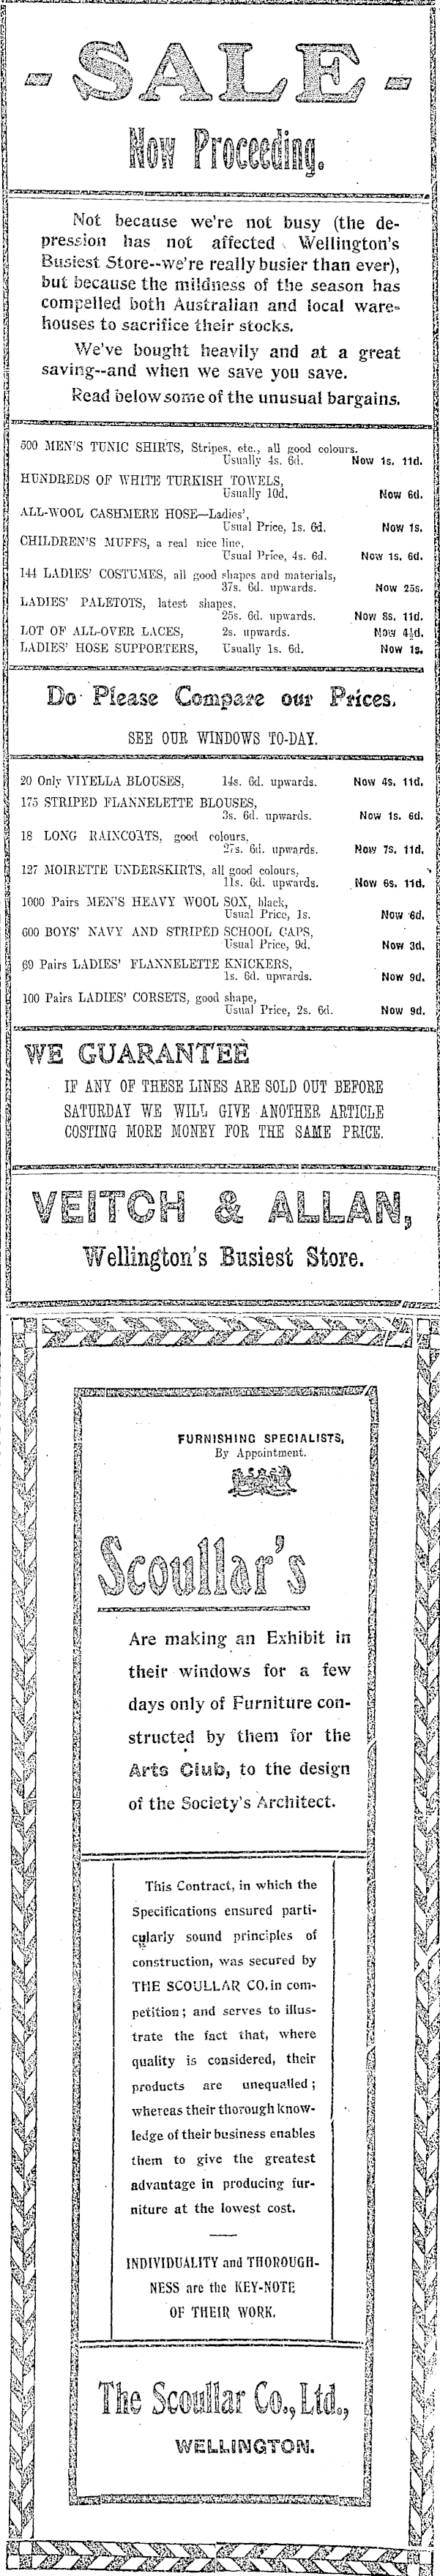 - SALE -
Now Proceeding.
Not because we're not busy (the de-
pression has not affected Wellington's
Busiest Store--we're really busier than ever),
but because the mildness of the season has
compelled both Australian and local ware-
houses to sacrifice their stocks.
We've bought heavily and at a great
saving--and when we save you save.
Read below some of the unusual bargains.
500 MEN'S TUNIC SHIRTS, Stripes, etc., all good colours.
Usually 4s. 6d. Now 1s. 11d.
HUNDREDS OF WHITE TURKISH TOWELS,
Usually 10d. Now 6d.
ALL-WOOL CASHMERE HOSE—Ladies',
Usual Price, 1s. 6d. Now 1s.
CHILDREN'S MUFFS, a real nice line,
Usual Price, 4s. 6d. Now 1s. 6d.
144 LADIES' COSTUMES, all good shapes and materials,
37s. 6d. upwards. Now 25s.
LADIES' PALETOTS, latest shapes,
25s. 6d. upwards. Now 8s. 11d.
LOT OF ALL-OVER LACES, 2s. upwards. Now 4½d.
LADIES' HOSE SUPPORTERS, Usually 1s. 6d. Now 1s.
Do Please Compare our Prices.
SEE OUR WINDOWS TO-DAY.
20 Only VIYELLA BLOUSES, 14s. 6d. upwards. Now 4s. 11d.
175 STRIPED FLANNELETTE BLOUSES,
3s. 6d. upwards. Now 1s. 6d.
18 LONG RAINCOATS, good colours,
27s. 6d. upwards. Now 7s. 11d.
127 MOIRETTE UNDERSKIRTS, all good colours,
11s. 6d. upwards. Now 6s. 11d.
1000 Pairs MEN'S HEAVY WOOL SOX, black,
Usual Price, 1s. Now 6d.
600 BOYS' NAVY AND STRIPED SCHOOL CAPS,
Usual Price, 9d. Now 3d.
69 Pairs LADIES' FLANNELETTE KNICKERS,
1s. 6d. upwards. Now 9d.
100 Pairs LADIES' CORSETS, good shape,
Usual Price, 2s. 6d. Now 9d.
WE GUARANTEE
IF ANY OF THESE LINES ARE SOLD OUT BEFORE
SATURDAY WE WILL GIVE ANOTHER ARTICLE
COSTING MORE MONEY FOR THE SAME PRICE.
VEITCH & ALLAN,
Wellington's Busiest Store.
FURNISHING SPECIALISTS,
By Appointment.
Scoullar's
Are making an Exhibit in
their windows for a few
days only of Furniture con-
structed by them for the
Arts Club, to the design
of the Society's Architect.
This Contract, in which the
Specifications ensured parti-
cularly sound principles of
construction, was secured by
THE SCOULLAR CO. in com-
petition; and serves to illus-
trate the fact that, where
quality is considered, their
products are unequalled;
whereas their thorough know-
ledge of their business enables
them to give the greatest
advantage in producing fur-
niture at the lowest cost.
INDIVIDUALITY and THOROUGH-
NESS are the KEY-NOTE
OF THEIR WORK.
The Scoullar Co., Ltd.,
WELLINGTON.